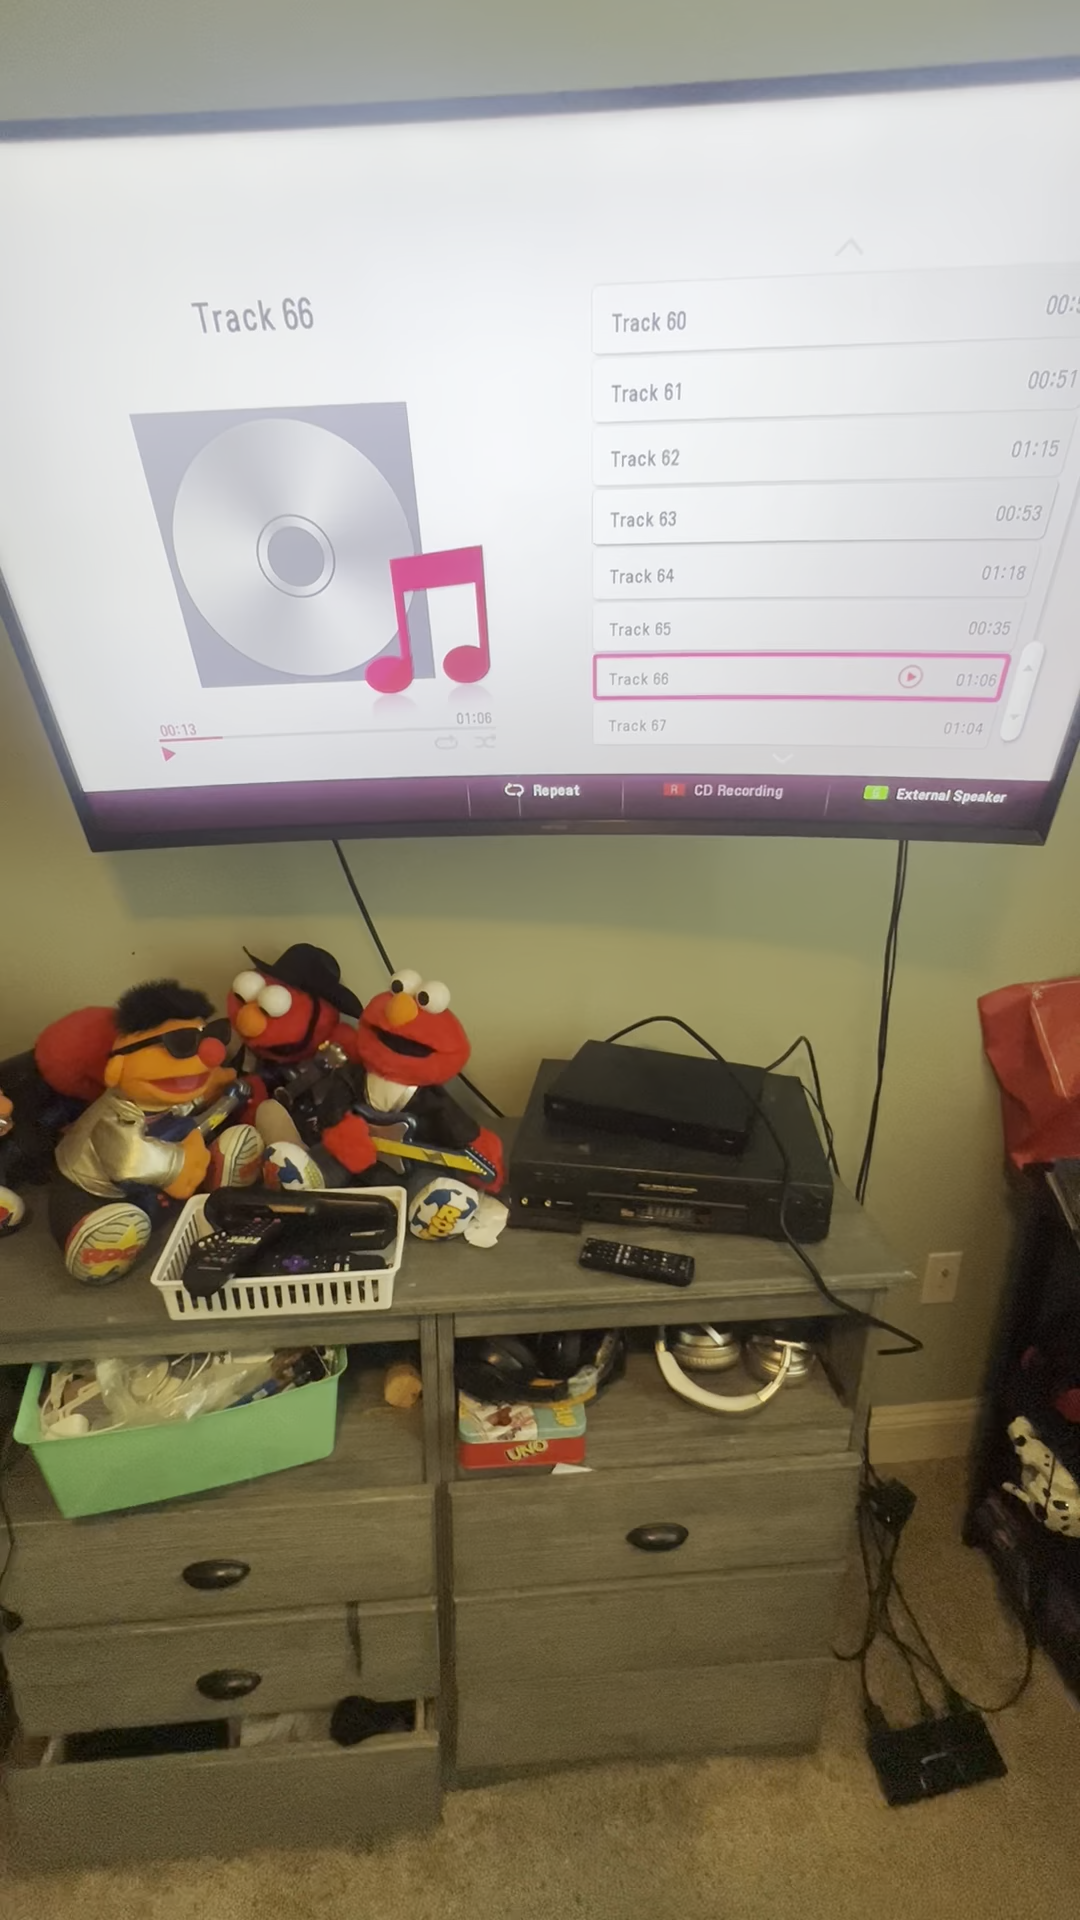 Track 66
00:13
01:06
Track 60
Track 61 00:51
Track 62 01:15
Track 63 00:53
Track 64 01:18
Track 65 00:35
Track 66 01:06
Track 67 01:04
Repeat
R CD Recording
G External Speaker
UNO